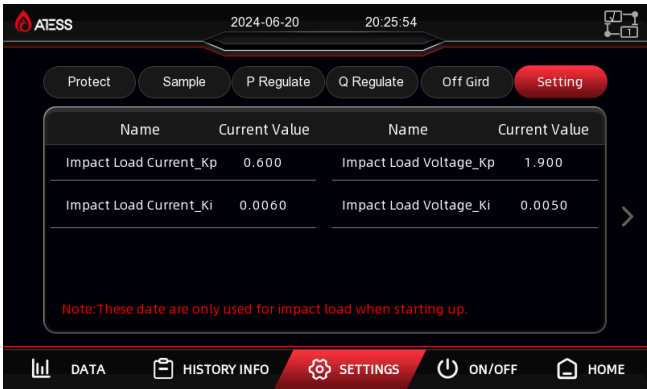 ATESS 2024-06-20 20:25:54
1
Protect Sample P Regulate Q Regulate Off Gird Setting
Name Current Value Name Current Value
Impact Load Current_Kp 0.600 Impact Load Voltage_Kp 1.900
Impact Load Current_Ki 0.0060 Impact Load Voltage_Ki 0.0050
Note:These date are only used for impact load when starting up.
DATA HISTORY INFO SETTINGS ON/OFF HOME